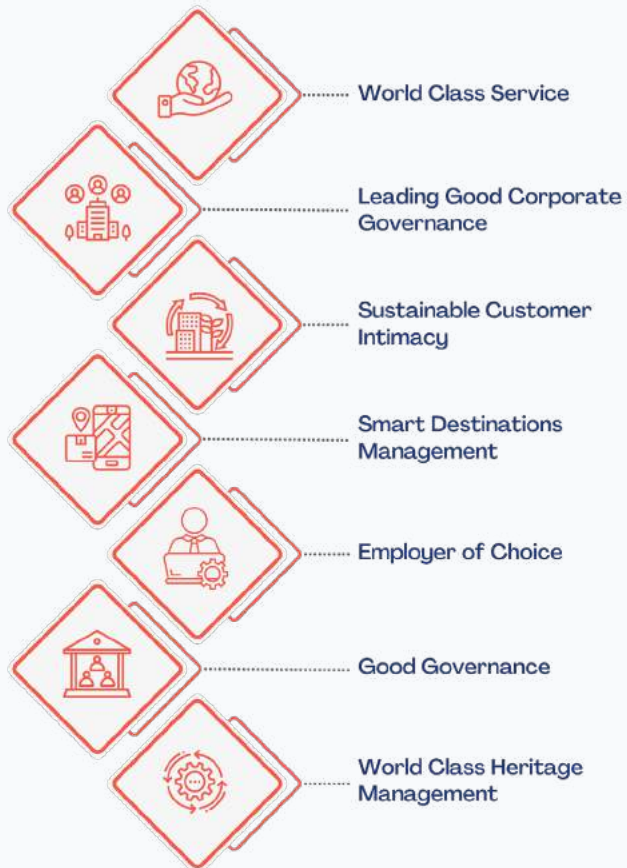 World Class Service
Leading Good Corporate
Governance
Sustainable Customer
Intimacy
Smart Destinations
Management
Employer of Choice
Good Governance
World Class Heritage
Management